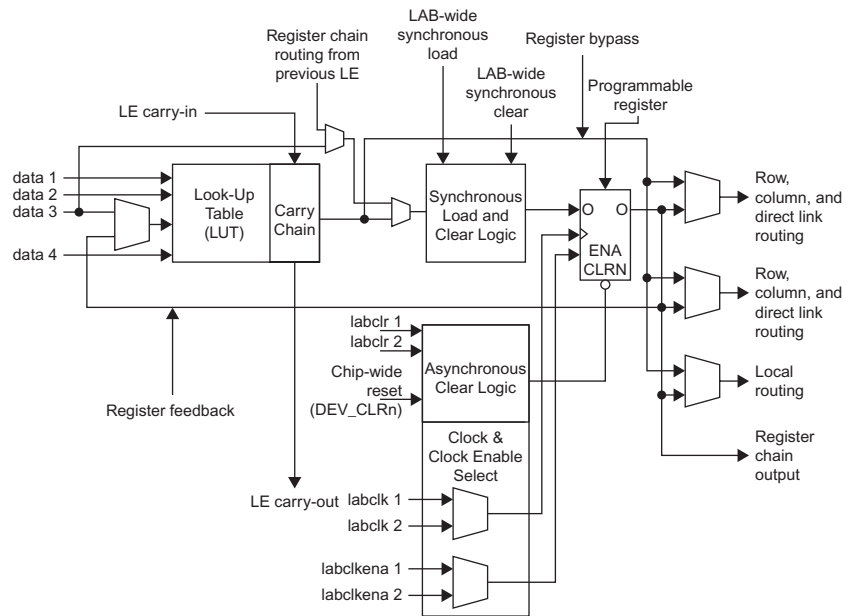 LAB-wide
synchronous
load
Register chain
routing from
previous LE
Register bypass
LAB-wide
synchronous
clear
Programmable
register
LE carry-in
data 1
data 2
data 3
data 4
Look-Up
Table
(LUT)
Carry
Chain
Synchronous
Load and
Clear Logic
O O
ENA
CLRN
Row,
column, and
direct link
routing
Row,
column, and
direct link
routing
Local
routing
Register
chain
output
Register feedback
labclr 1
labclr 2
Chip-wide
reset
(DEV_CLRn)
Asynchronous
Clear Logic
Clock &
Clock Enable
Select
LE carry-out
labclk 1
labclk 2
labclkena 1
labclkena 2